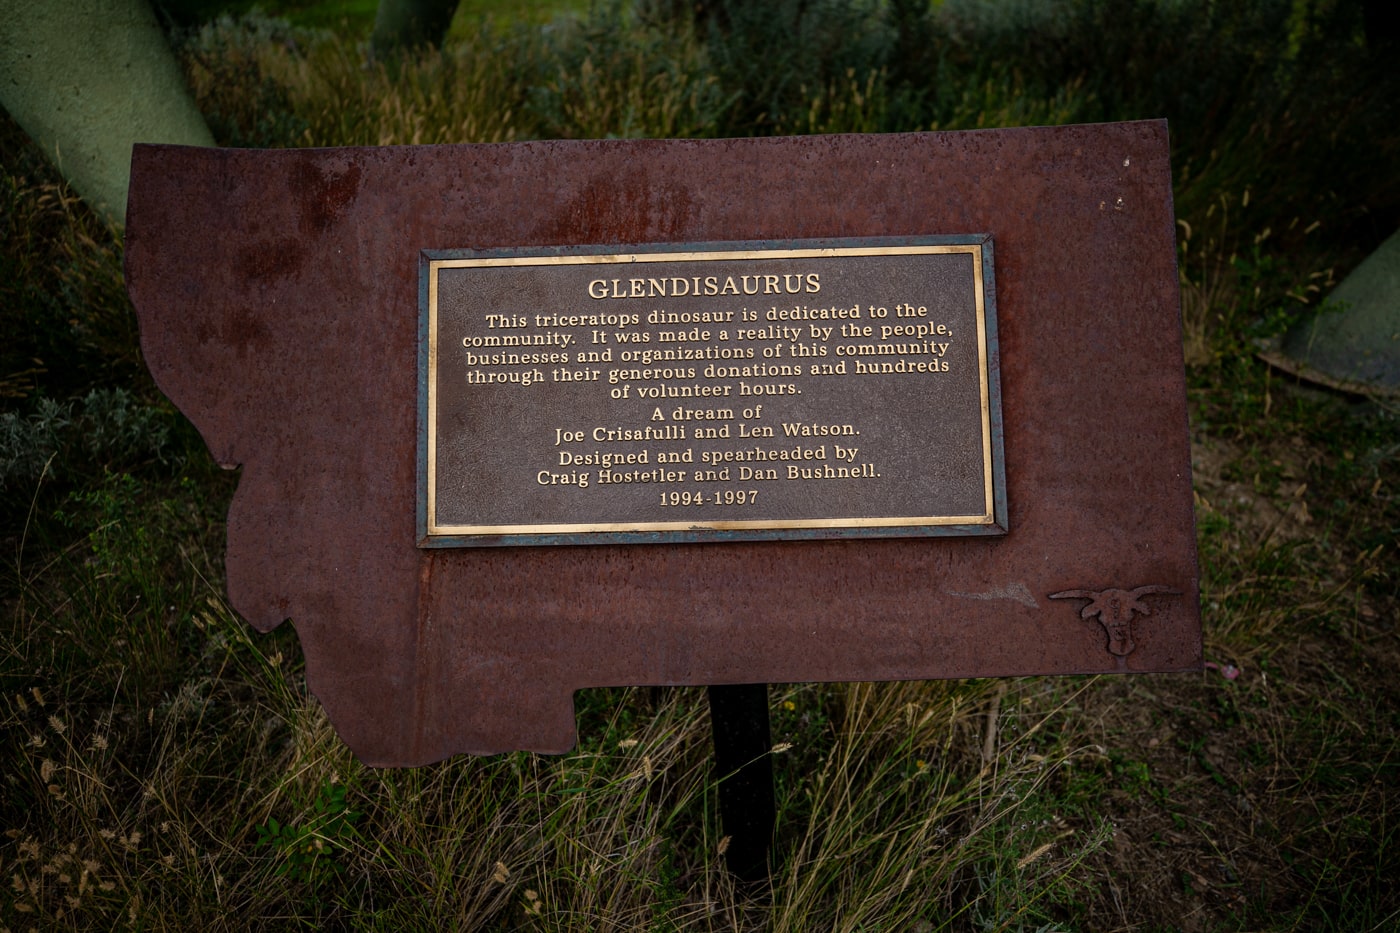 GLENDISAURUS
This triceratops dinosaur is dedicated to the
community. It was made a reality by the people,
businesses and organizations of this community
through their generous donations and hundreds
of volunteer hours.
A dream of
Joe Crisafulli and Len Watson.
Designed and spearheaded by
Craig Hostetler and Dan Bushnell.
1994-1997